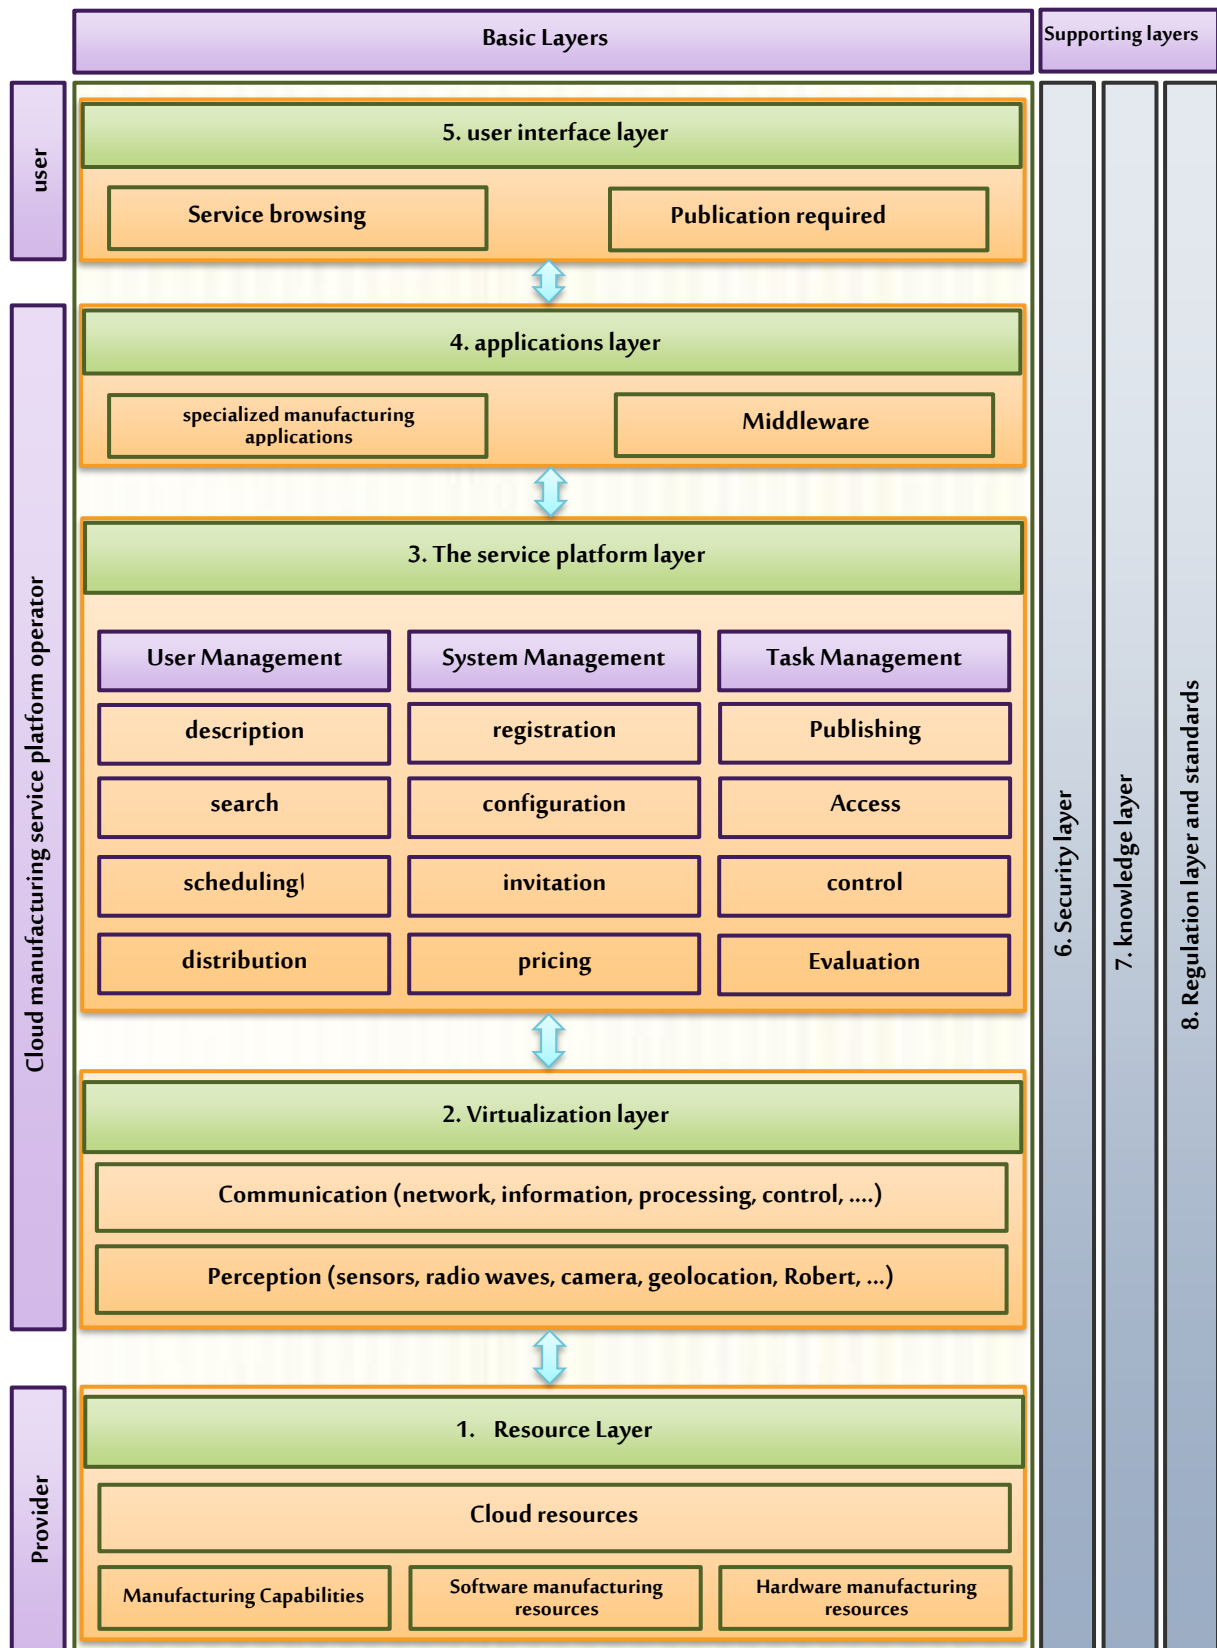 Basic Layers
Supporting layers
user
5. user interface layer
Service browsing
Publication required
Cloud manufacturing service platform operator
4. applications layer
specialized manufacturing
applications
Middleware
3. The service platform layer
User Management
System Management
Task Management
description
registration
Publishing
search
configuration
Access
scheduling
invitation
control
distribution
pricing
Evaluation
2. Virtualization layer
Communication (network, information, processing, control, ....)
Perception (sensors, radio waves, camera, geolocation, Robert, ...)
Provider
1. Resource Layer
Cloud resources
Manufacturing Capabilities
Software manufacturing
resources
Hardware manufacturing
resources
6. Security layer
7. knowledge layer
8. Regulation layer and standards